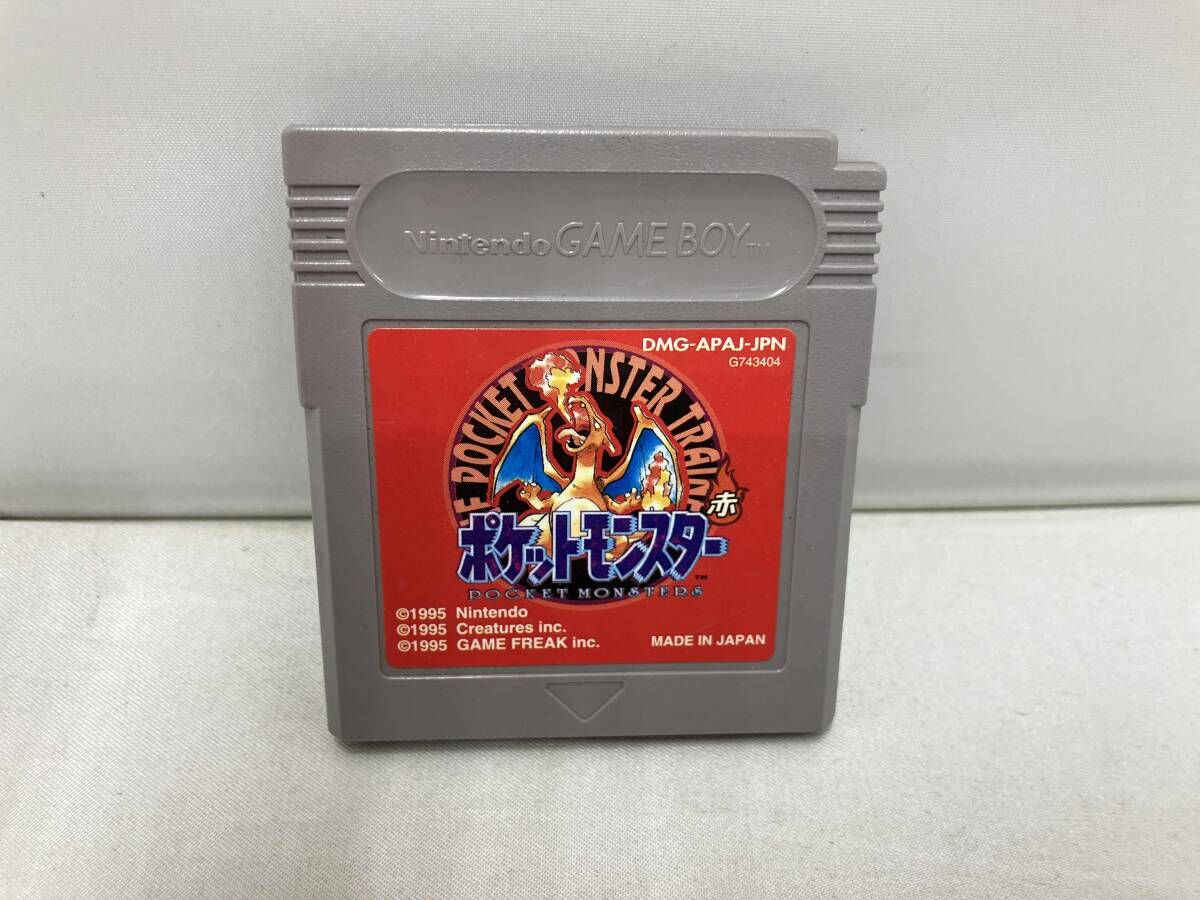 Nintendo GAME BOY™
DMG-APAJ-JPN
G743404
POCKET MONSTER
赤
ポケットモンスター
™
POCKET MONSTERS
©1995 Nintendo
©1995 Creatures inc.
©1995 GAME FREAK inc.
MADE IN JAPAN